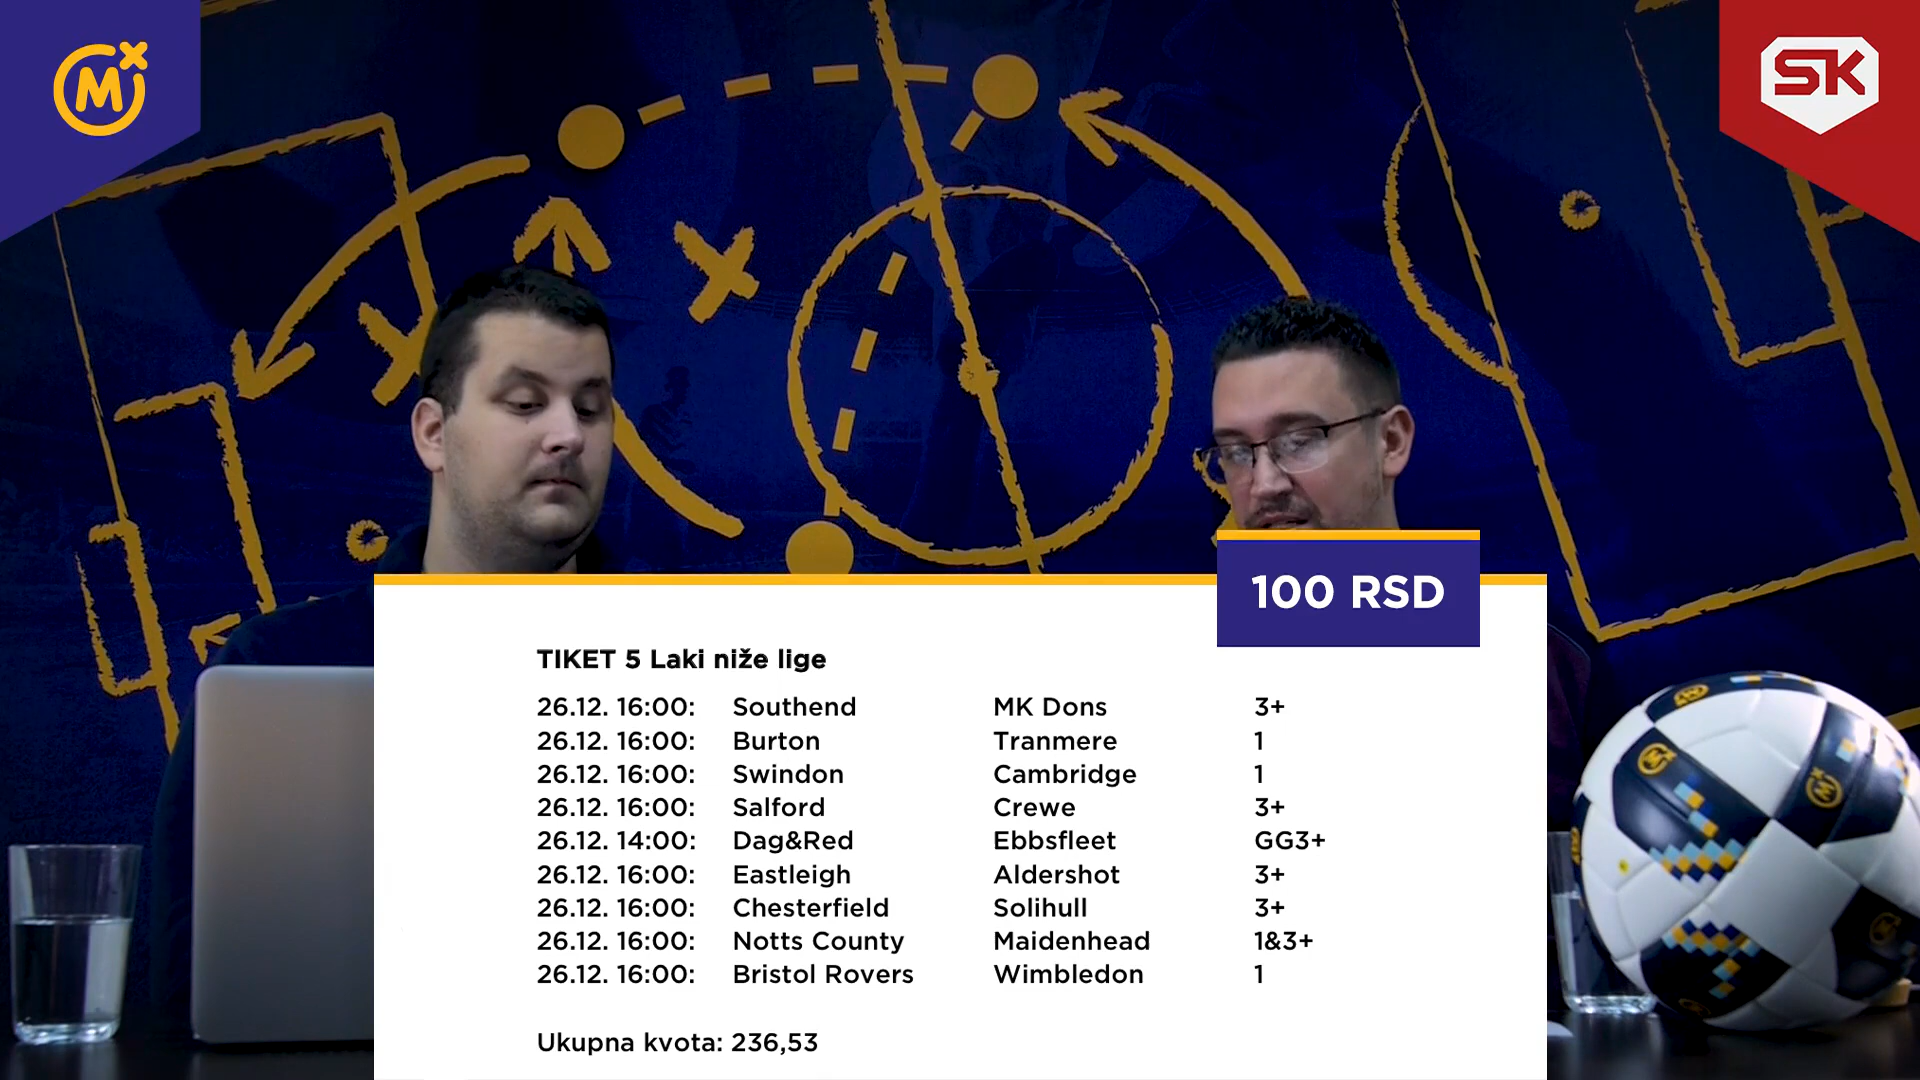 M x
SK
100 RSD
TIKET 5 Laki niže lige
26.12. 16:00: Southend MK Dons 3+
26.12. 16:00: Burton Tranmere 1
26.12. 16:00: Swindon Cambridge 1
26.12. 16:00: Salford Crewe 3+
26.12. 14:00: Dag&Red Ebbsfleet GG3+
26.12. 16:00: Eastleigh Aldershot 3+
26.12. 16:00: Chesterfield Solihull 3+
26.12. 16:00: Notts County Maidenhead 1&3+
26.12. 16:00: Bristol Rovers Wimbledon 1
Ukupna kvota: 236,53